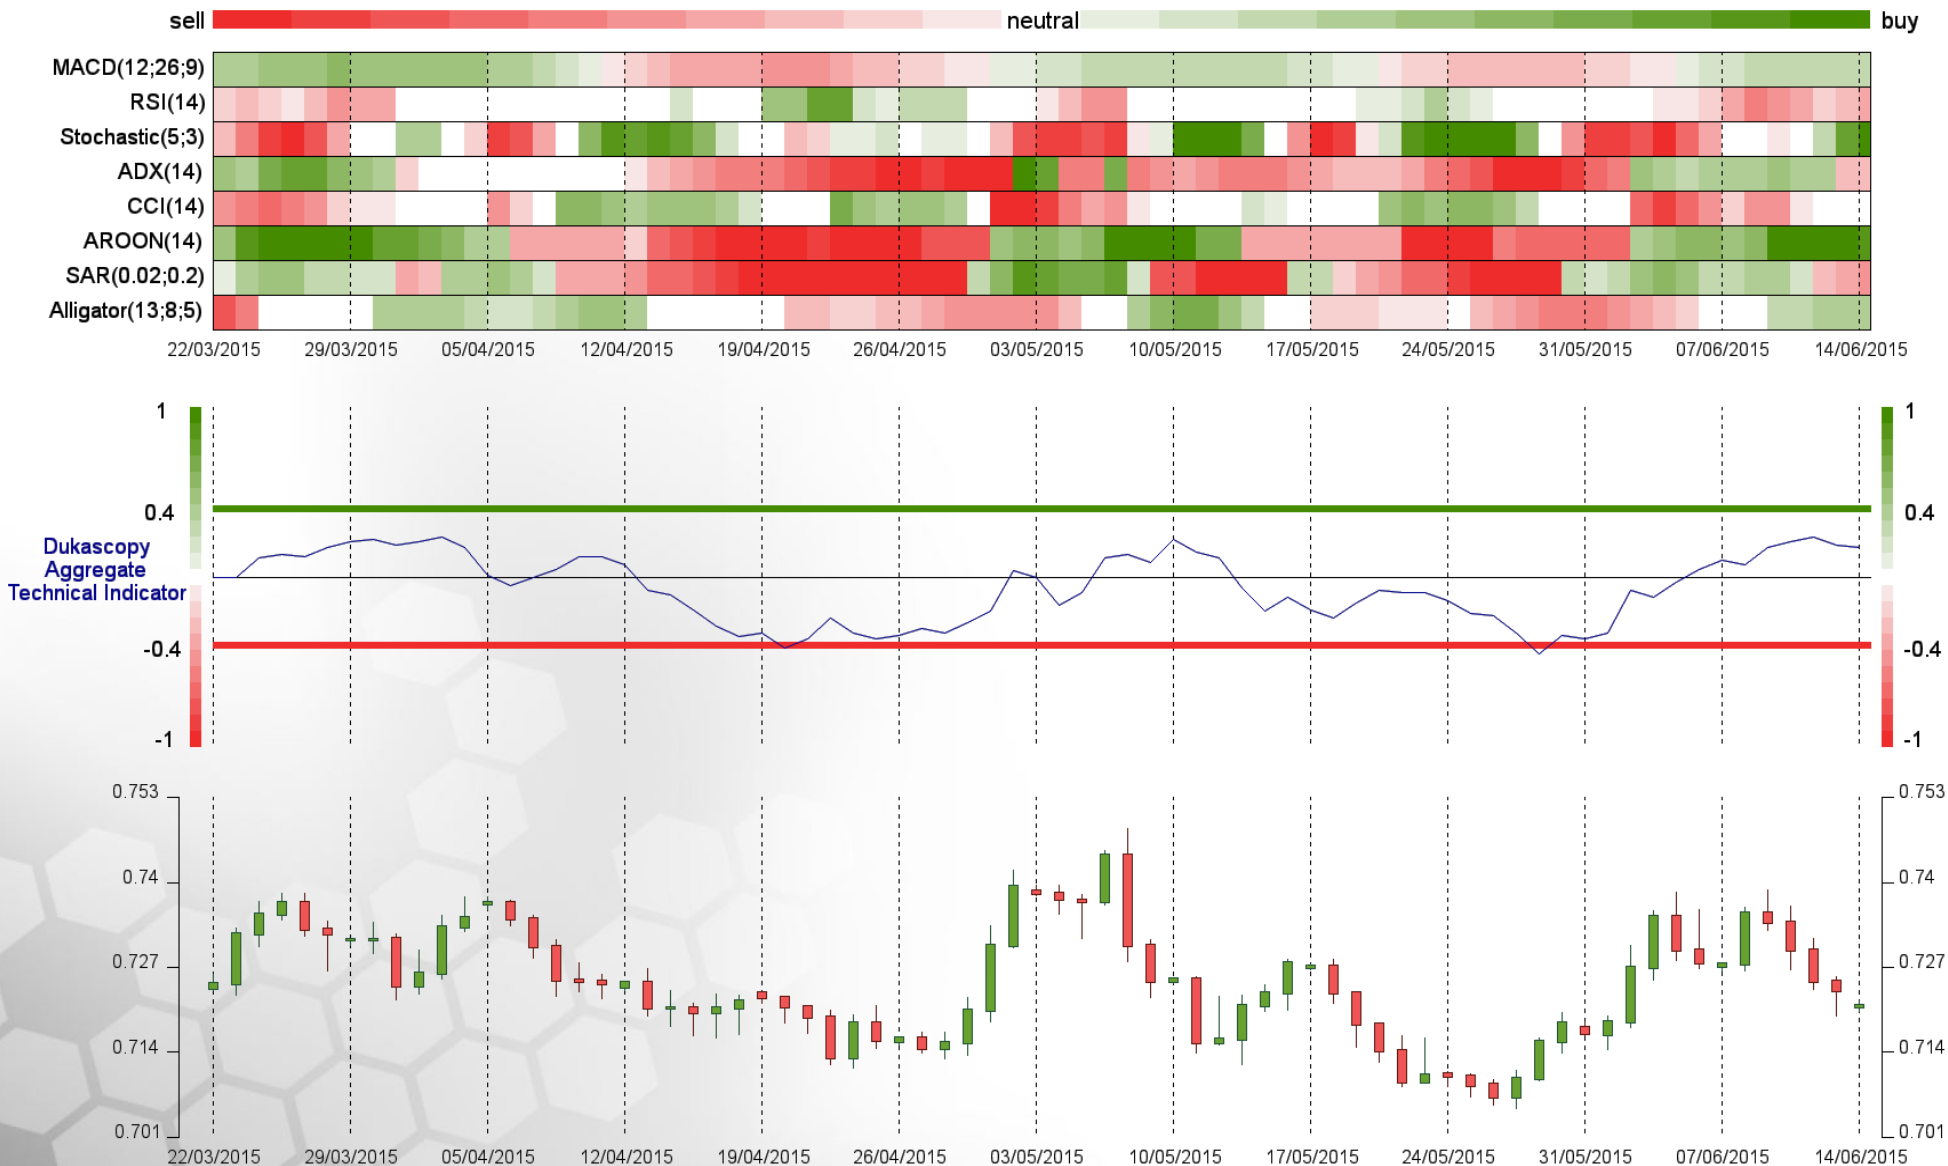 sell neutral buy
MACD(12;26;9)
RSI(14)
Stochastic(5;3)
ADX(14)
CCI(14)
AROON(14)
SAR(0.02;0.2)
Alligator(13;8;5)
22/03/2015 29/03/2015 05/04/2015 12/04/2015 19/04/2015 26/04/2015 03/05/2015 10/05/2015 17/05/2015 24/05/2015 31/05/2015 07/06/2015 14/06/2015
1 1
0.4 0.4
Dukascopy
Aggregate
Technical Indicator
-0.4 -0.4
-1 -1
0.753 0.753
0.74 0.74
0.727 0.727
0.714 0.714
0.701 0.701
22/03/2015 29/03/2015 05/04/2015 12/04/2015 19/04/2015 26/04/2015 03/05/2015 10/05/2015 17/05/2015 24/05/2015 31/05/2015 07/06/2015 14/06/2015